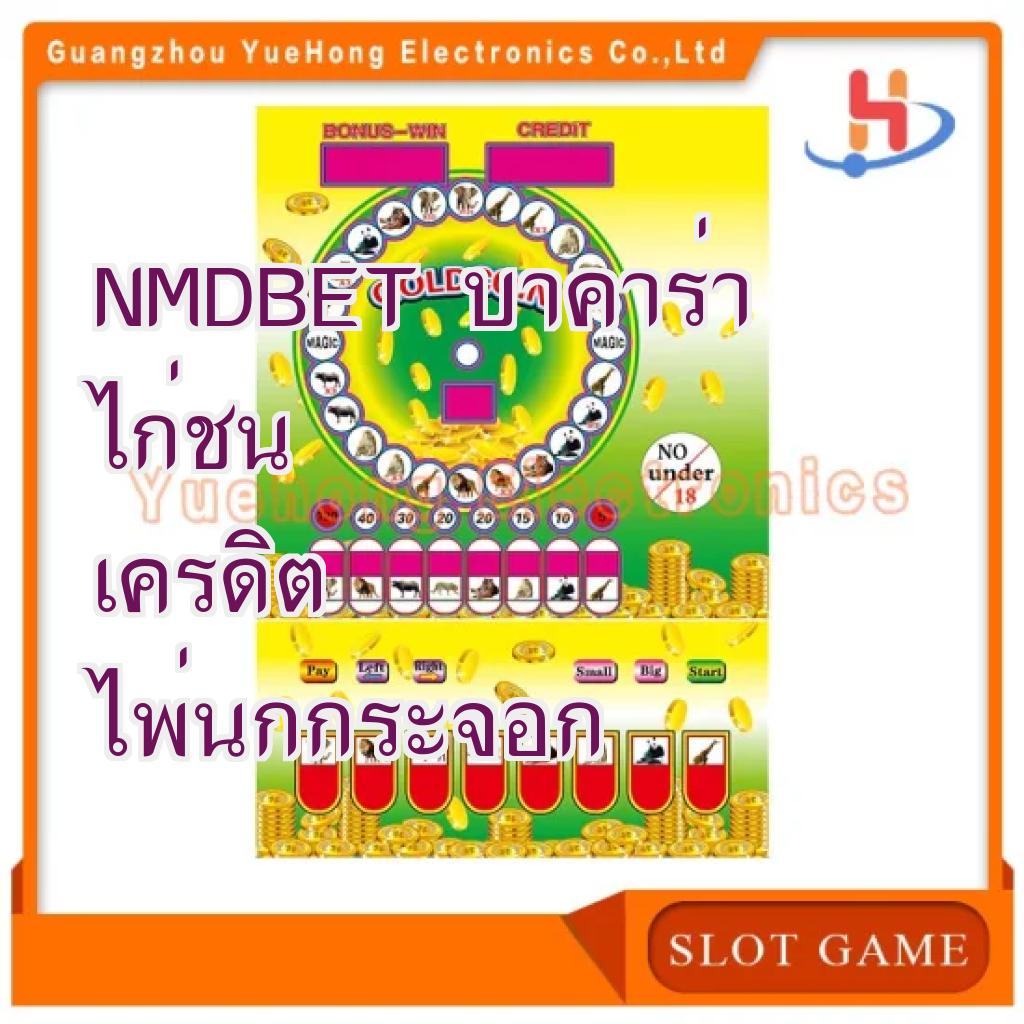 Guangzhou YueHong Electronics Co.,Ltd
BONUS-WIN CREDIT
NMDBET บาคาร่า
MAGIC MAGIC
ไก่ชน
NO
under
18
Yuehong Electronics
40 30 20 20 15 10
เครดิต
Pay Left Right Small Big Start
ไพ่นกกระจอก
SLOT GAME